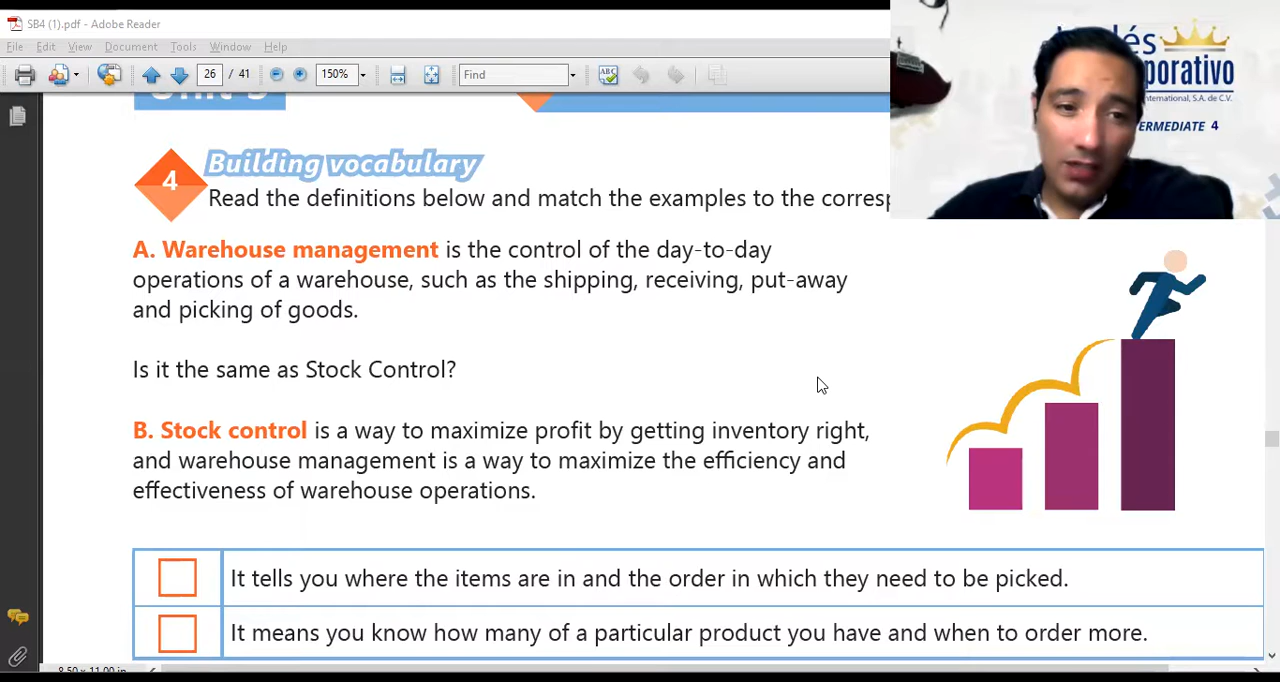 SB4 (1).pdf - Adobe Reader
File Edit View Document Tools Window Help
26 / 41 150% Find
4
Building vocabulary
Read the definitions below and match the examples to the
A. Warehouse management is the control of the day-to-day
operations of a warehouse, such as the shipping, receiving, put-away
and picking of goods.
Is it the same as Stock Control?
B. Stock control is a way to maximize profit by getting inventory right,
and warehouse management is a way to maximize the efficiency and
effectiveness of warehouse operations.
It tells you where the items are in and the order in which they need to be picked.
It means you know how many of a particular product you have and when to order more.
8.50 x 11.00 in
nternational, S.A. de C.V.
ERMEDIATE 4